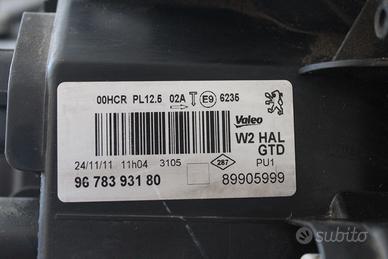 00HCR PL12.5 02A T E9 6235
Valeo
W2 HAL
GTD
24/11/11 11h04 3105 287 PU1
96 783 931 80 89905999
subito